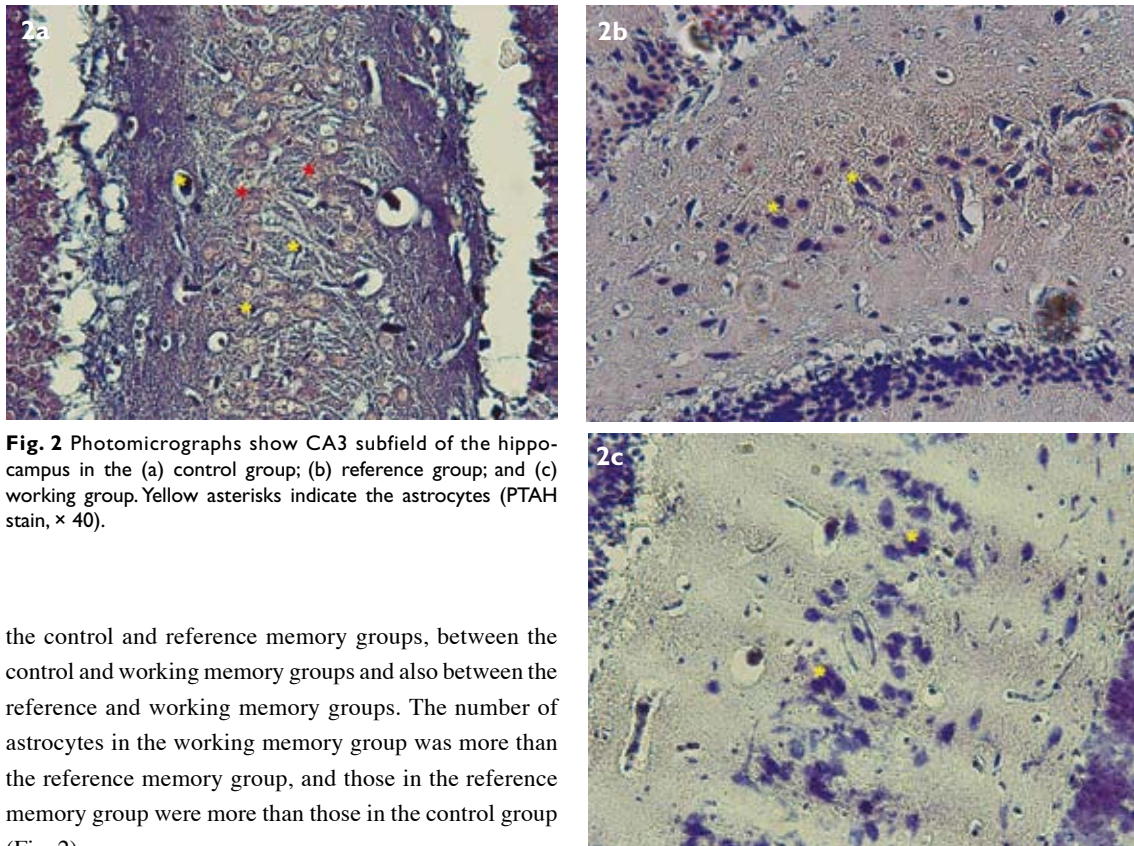 2a
2b
Fig. 2 Photomicrographs show CA3 subfield of the hippo-
campus in the (a) control group; (b) reference group; and (c)
working group. Yellow asterisks indicate the astrocytes (PTAH
stain, × 40).
2c
the control and reference memory groups, between the
control and working memory groups and also between the
reference and working memory groups. The number of
astrocytes in the working memory group was more than
the reference memory group, and those in the reference
memory group were more than those in the control group
(Fig. 2)